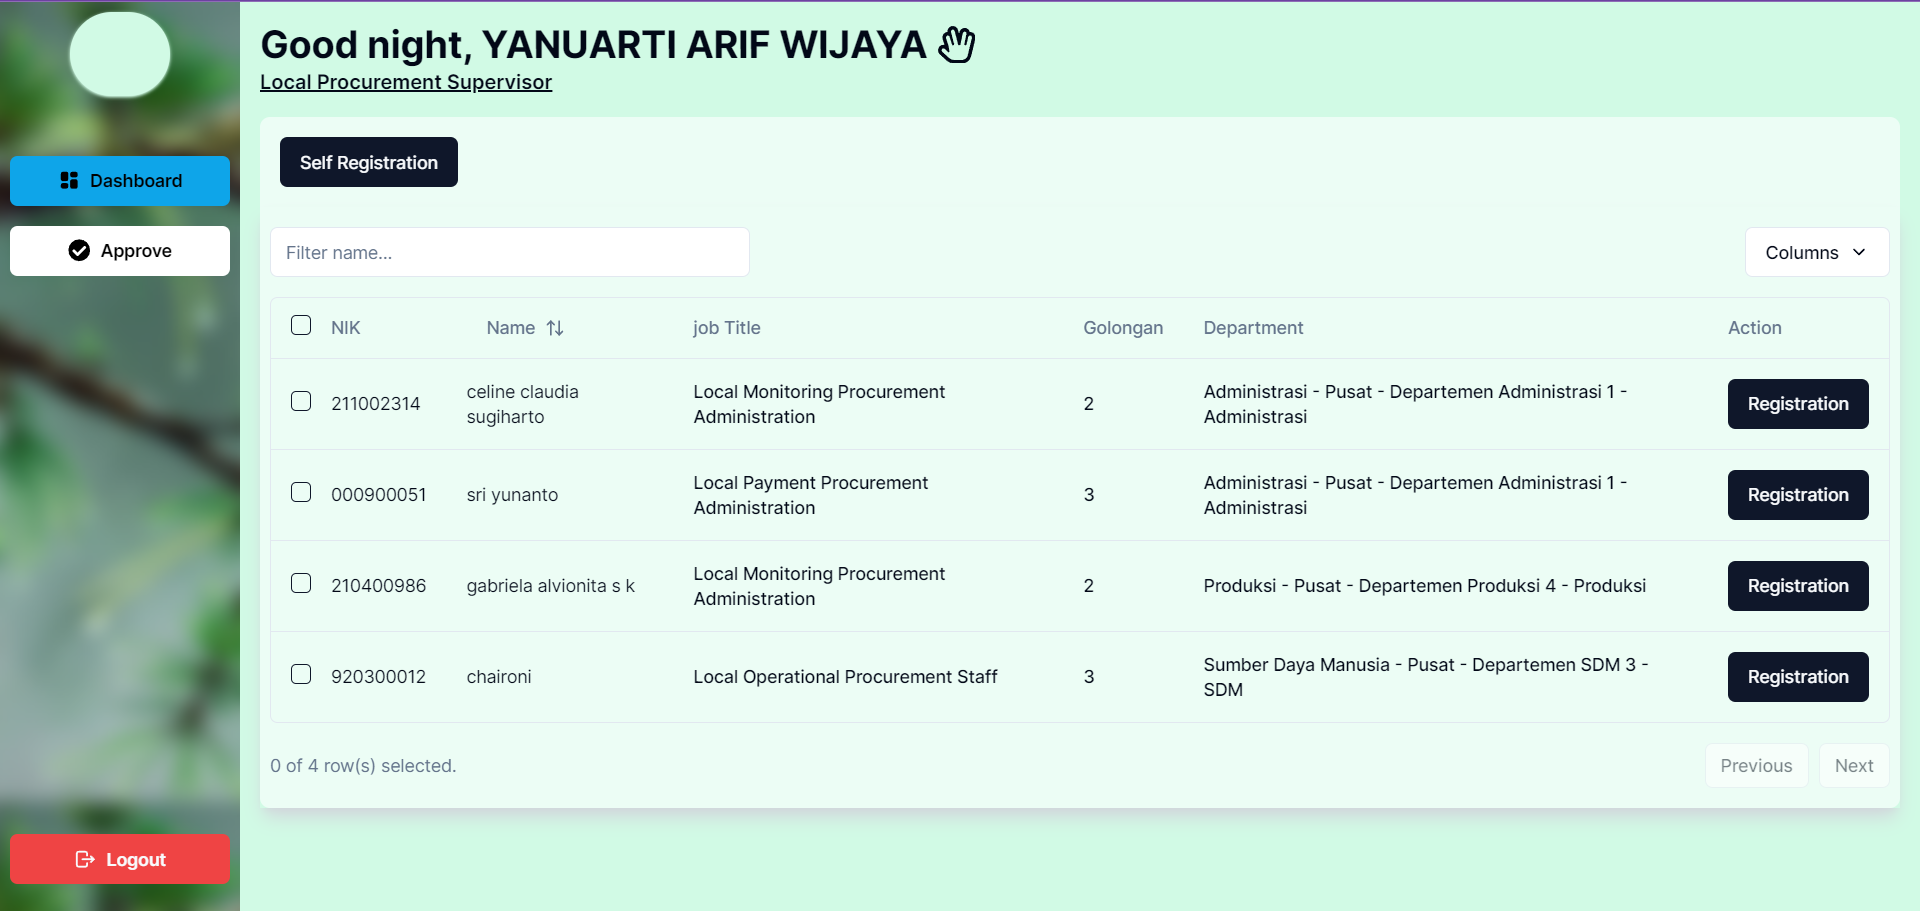 Good night, YANUARTI ARIF WIJAYA
Local Procurement Supervisor
Dashboard
Approve
Logout
Self Registration
Filter name...
Columns
NIK Name job Title Golongan Department Action
211002314 celine claudia sugiharto Local Monitoring Procurement Administration 2 Administrasi - Pusat - Departemen Administrasi 1 - Administrasi Registration
000900051 sri yunanto Local Payment Procurement Administration 3 Administrasi - Pusat - Departemen Administrasi 1 - Administrasi Registration
210400986 gabriela alvionita s k Local Monitoring Procurement Administration 2 Produksi - Pusat - Departemen Produksi 4 - Produksi Registration
920300012 chaironi Local Operational Procurement Staff 3 Sumber Daya Manusia - Pusat - Departemen SDM 3 - SDM Registration
0 of 4 row(s) selected.
Previous Next